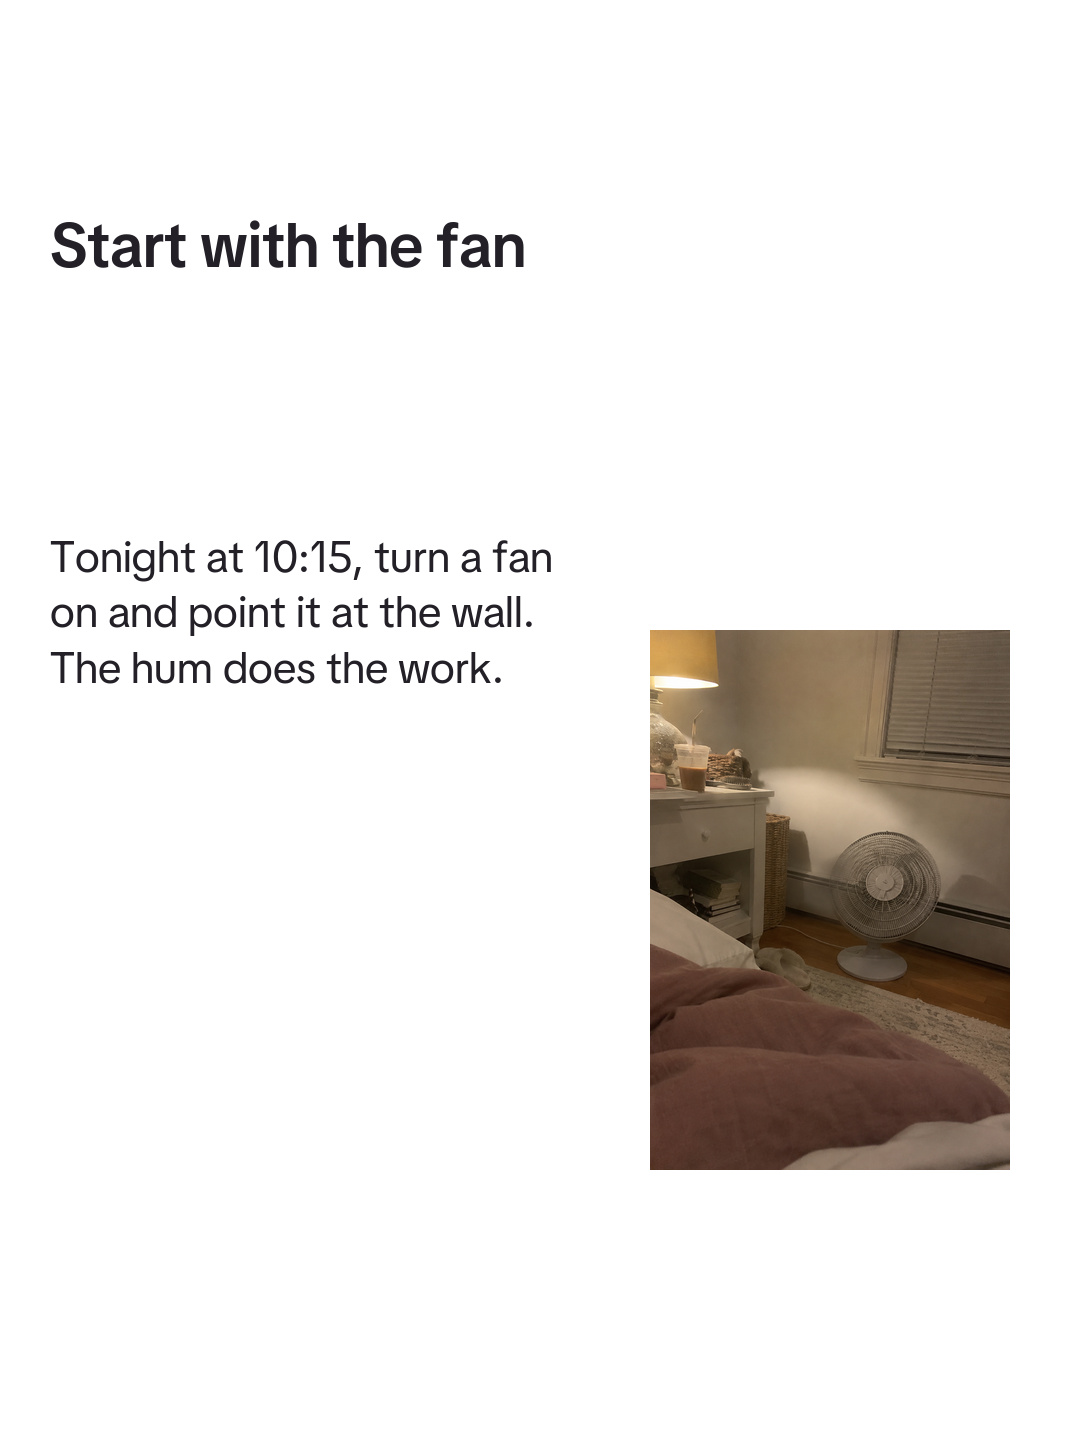 Start with the fan
Tonight at 10:15, turn a fan
on and point it at the wall.
The hum does the work.